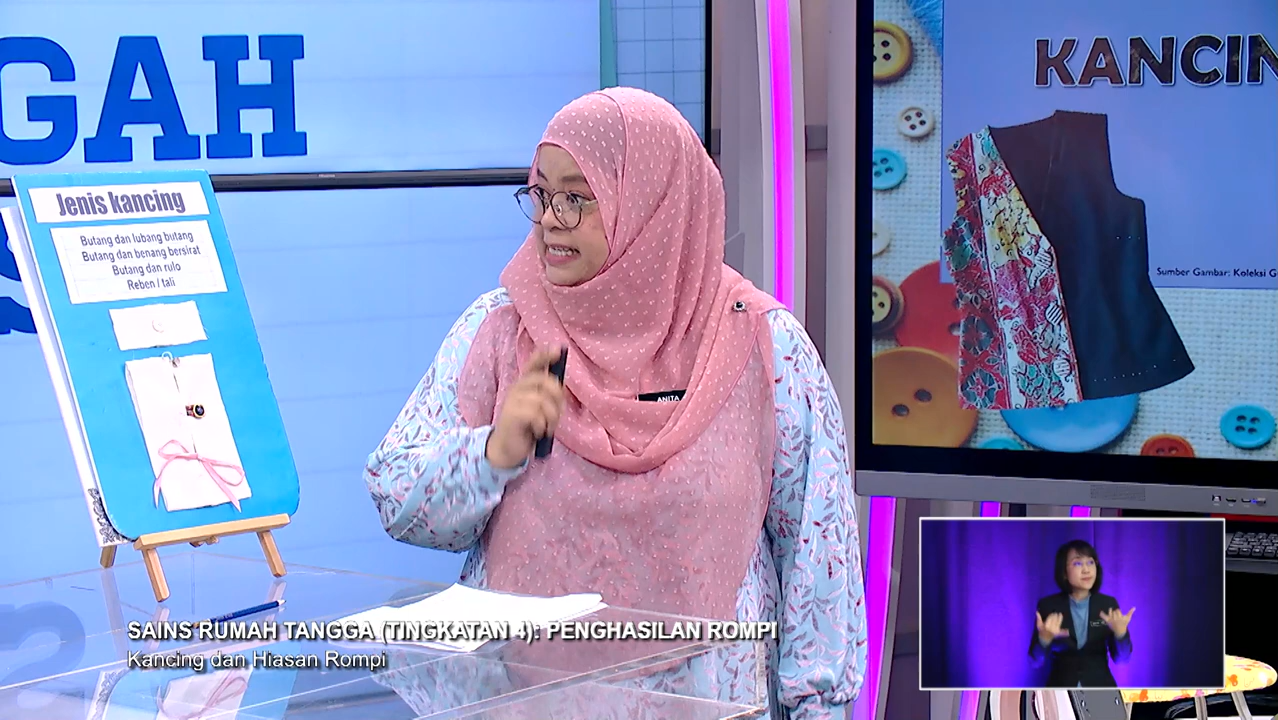 GAH
Jenis kancing
Butang dan lubang butang
Butang dan benang bersirat
Butang dan rulo
Reben / tali
KANCIN
Sumber Gambar: Koleksi G
ANITA
SAINS RUMAH TANGGA (TINGKATAN 4): PENGHASILAN ROMPI
Kancing dan Hiasan Rompi